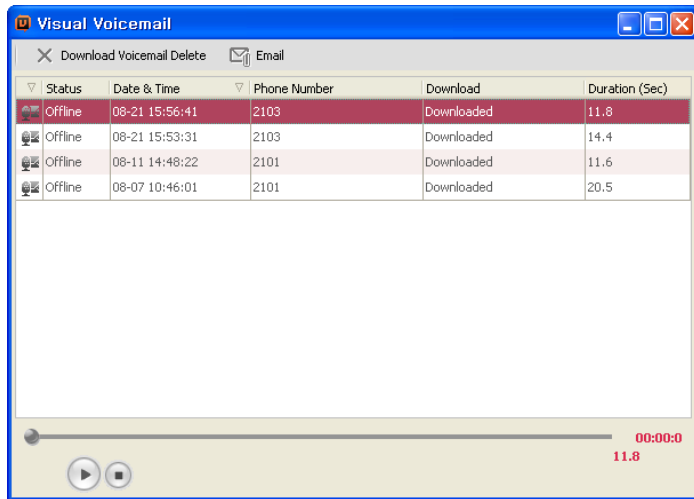 Visual Voicemail
Download Voicemail Delete Email
Status Date & Time Phone Number Download Duration (Sec)
Offline 08-21 15:56:41 2103 Downloaded 11.8
Offline 08-21 15:53:31 2103 Downloaded 14.4
Offline 08-11 14:48:22 2101 Downloaded 11.6
Offline 08-07 10:46:01 2101 Downloaded 20.5
00:00:0
11.8